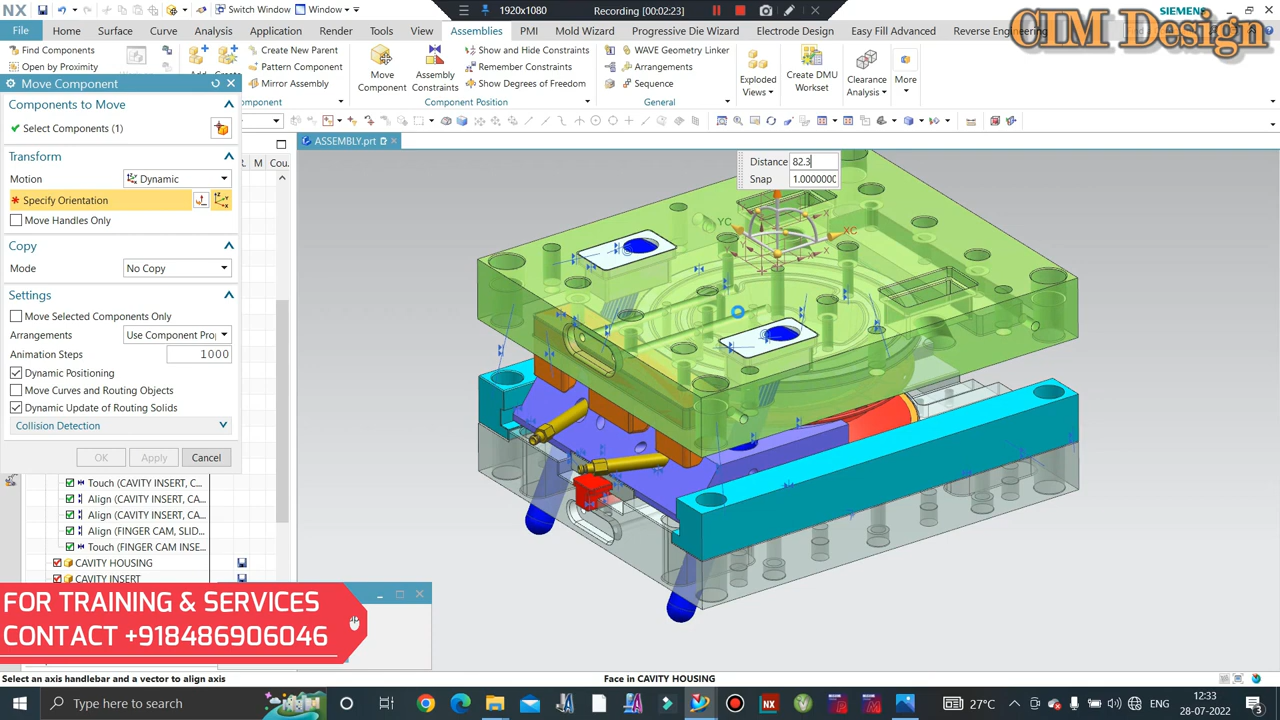 NX
Switch Window
Window
1920x1080
Recording [00:02:23]
SIEMENS
CIM Design
File
Home
Surface
Curve
Analysis
Application
Render
Tools
View
Assemblies
PMI
Mold Wizard
Progressive Die Wizard
Electrode Design
Easy Fill Advanced
Reverse Engineering
Find Components
Open by Proximity
Create New Parent
Pattern Component
Mirror Assembly
Move
Component
Assembly
Constraints
Show and Hide Constraints
Remember Constraints
Show Degrees of Freedom
Component Position
WAVE Geometry Linker
Arrangements
Sequence
General
Exploded
Views
Create DMU
Workset
Clearance
Analysis
More
Move Component
Components to Move
Select Components (1)
Transform
Motion
Dynamic
Specify Orientation
Move Handles Only
Copy
Mode
No Copy
Settings
Move Selected Components Only
Arrangements
Use Component Pro
Animation Steps
1000
Dynamic Positioning
Move Curves and Routing Objects
Dynamic Update of Routing Solids
Collision Detection
OK
Apply
Cancel
ASSEMBLY.prt
R.
M
Cou.
Distance
82.3
Snap
1.0000000
YC
XC
X
Touch (CAVITY INSERT, C...
Align (CAVITY INSERT, CA...
Align (CAVITY INSERT, CA...
Align (FINGER CAM, SLID...
Touch (FINGER CAM INSE...
CAVITY HOUSING
CAVITY INSERT
FOR TRAINING & SERVICES
CONTACT +918486906046
Select an axis handlebar and a vector to align axis
Face in CAVITY HOUSING
Type here to search
27°C
ENG
12:33
28-07-2022